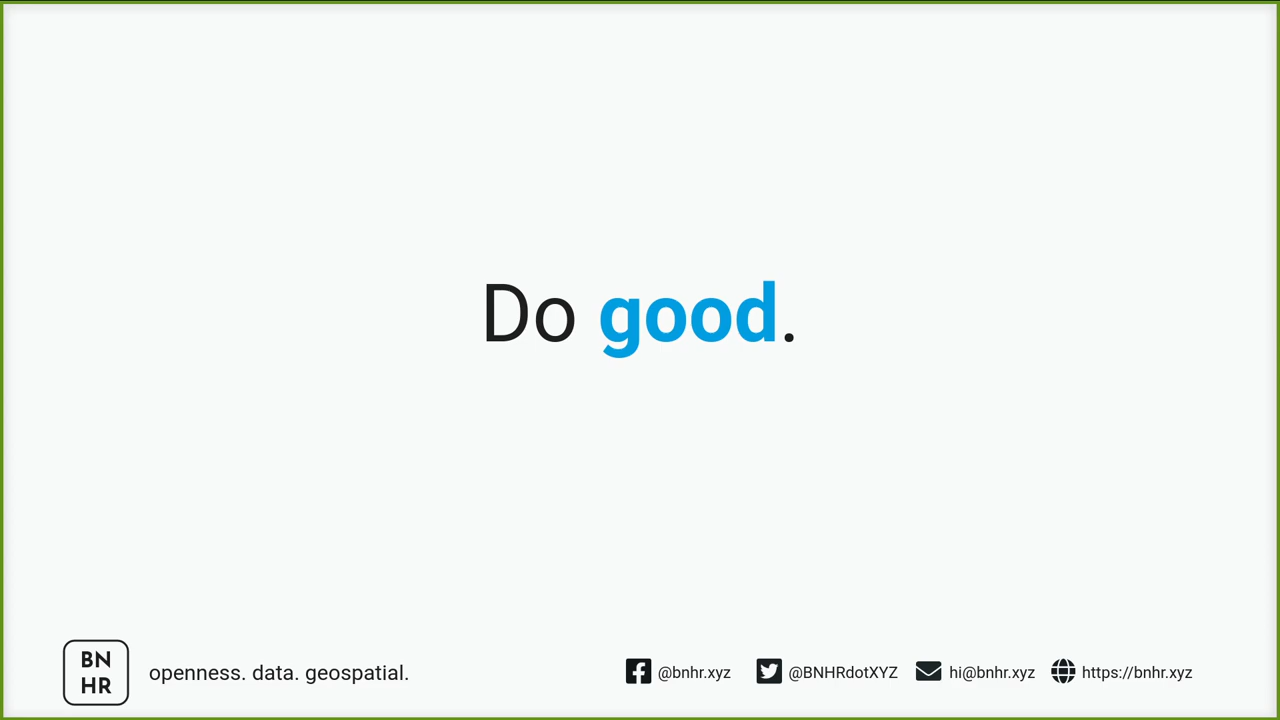 Do good.
BN
HR
openness. data. geospatial.
@bnhr.xyz @BNHRdotXYZ hi@bnhr.xyz https://bnhr.xyz